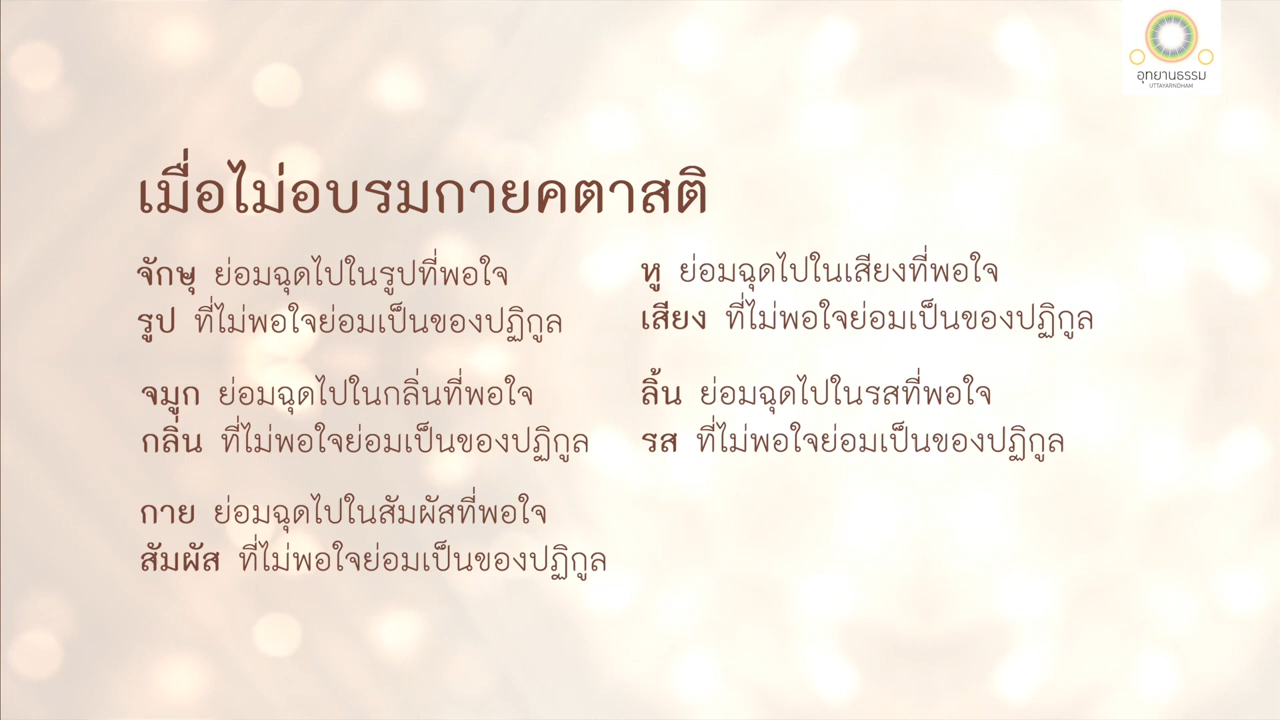 อุทยานธรรม
UTTAYARNDHAM
เมื่อไม่อบรมกายคตาสติ
จักษุ ย่อมฉุดไปในรูปที่พอใจ
รูป ที่ไม่พอใจย่อมเป็นของปฏิกูล
หู ย่อมฉุดไปในเสียงที่พอใจ
เสียง ที่ไม่พอใจย่อมเป็นของปฏิกูล
จมูก ย่อมฉุดไปในกลิ่นที่พอใจ
กลิ่น ที่ไม่พอใจย่อมเป็นของปฏิกูล
ลิ้น ย่อมฉุดไปในรสที่พอใจ
รส ที่ไม่พอใจย่อมเป็นของปฏิกูล
กาย ย่อมฉุดไปในสัมผัสที่พอใจ
สัมผัส ที่ไม่พอใจย่อมเป็นของปฏิกูล